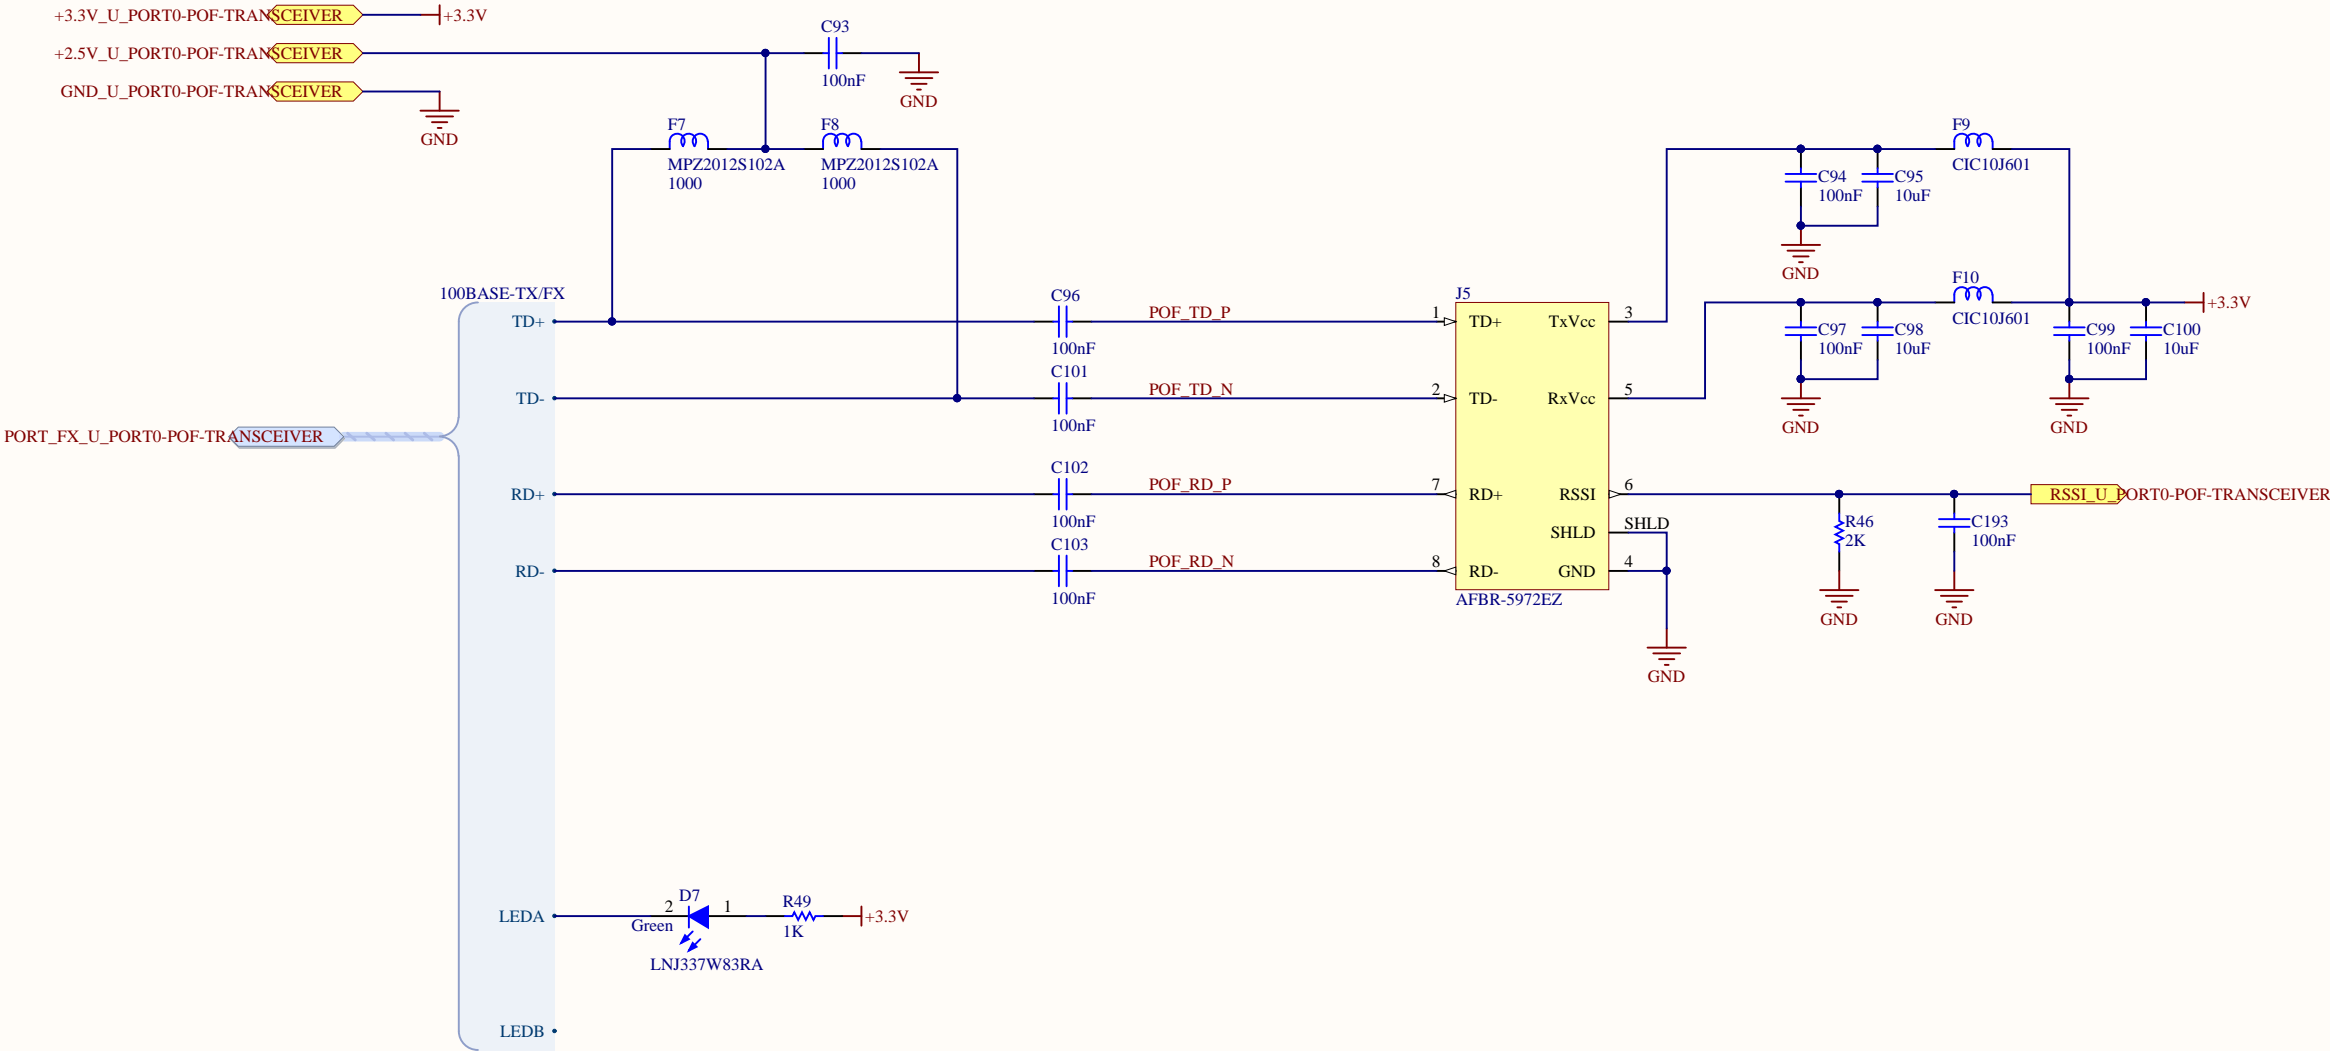 +3.3V_U_PORT0-POF-TRANSCEIVER
+3.3V
+2.5V_U_PORT0-POF-TRANSCEIVER
C93
100nF
GND
GND_U_PORT0-POF-TRANSCEIVER
GND
F7
MPZ2012S102A
1000
F8
MPZ2012S102A
1000
F9
CIC10J601
C94
100nF
C95
10uF
GND
F10
CIC10J601
+3.3V
C97
100nF
C98
10uF
GND
C99
100nF
C100
10uF
GND
100BASE-TX/FX
TD+
TD-
RD+
RD-
LEDA
LEDB
PORT_FX_U_PORT0-POF-TRANSCEIVER
C96
100nF
POF_TD_P
C101
100nF
POF_TD_N
C102
100nF
POF_RD_P
C103
100nF
POF_RD_N
J5
1 TD+ TxVcc 3
2 TD- RxVcc 5
7 RD+ RSSI 6
SHLD SHLD
8 RD- GND 4
AFBR-5972EZ
GND
RSSI_U_PORT0-POF-TRANSCEIVER
R46
2K
GND
C193
100nF
GND
D7
2 1
Green
LNJ337W83RA
R49
1K
+3.3V